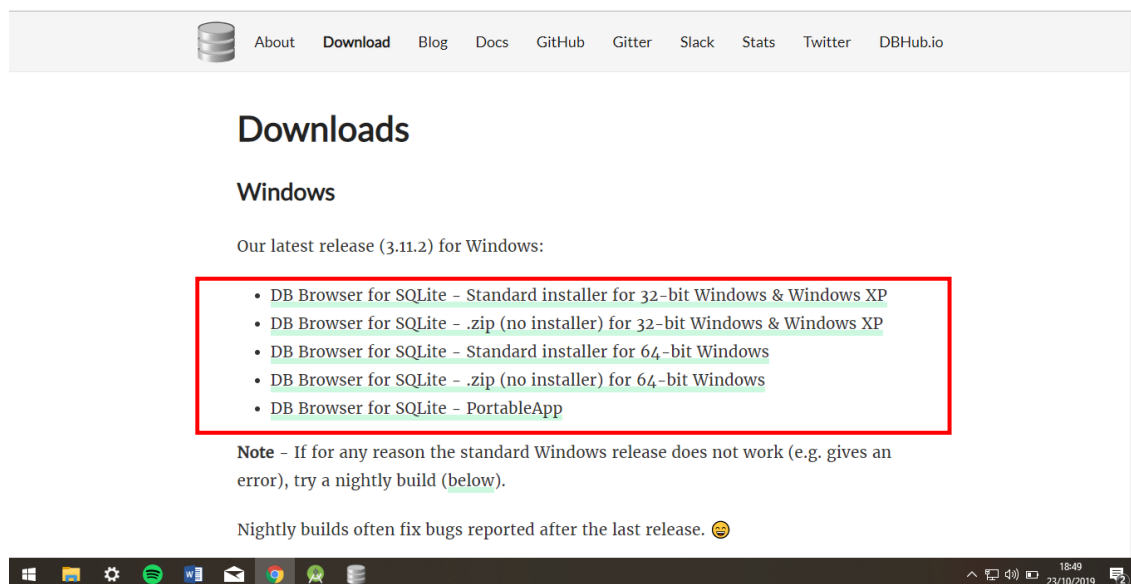 About Download Blog Docs GitHub Gitter Slack Stats Twitter DBHub.io
Downloads
Windows
Our latest release (3.11.2) for Windows:
• DB Browser for SQLite – Standard installer for 32-bit Windows & Windows XP
• DB Browser for SQLite – .zip (no installer) for 32-bit Windows & Windows XP
• DB Browser for SQLite – Standard installer for 64-bit Windows
• DB Browser for SQLite – .zip (no installer) for 64-bit Windows
• DB Browser for SQLite – PortableApp
Note – If for any reason the standard Windows release does not work (e.g. gives an
error), try a nightly build (below).
Nightly builds often fix bugs reported after the last release. 😄
18:49
23/10/2019
2